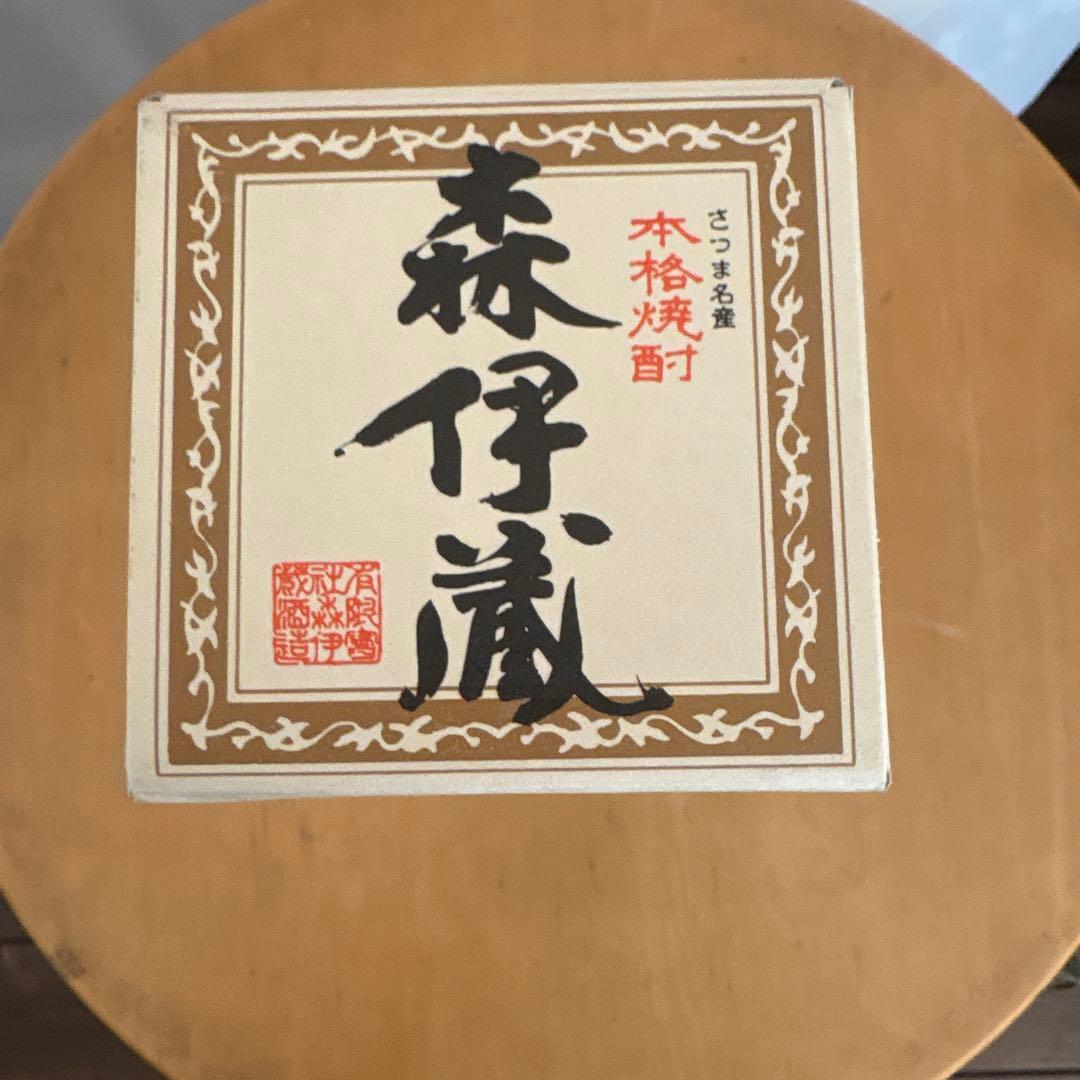 さつま名産
本格焼酎
森伊蔵
有限會
社森伊
蔵酒造